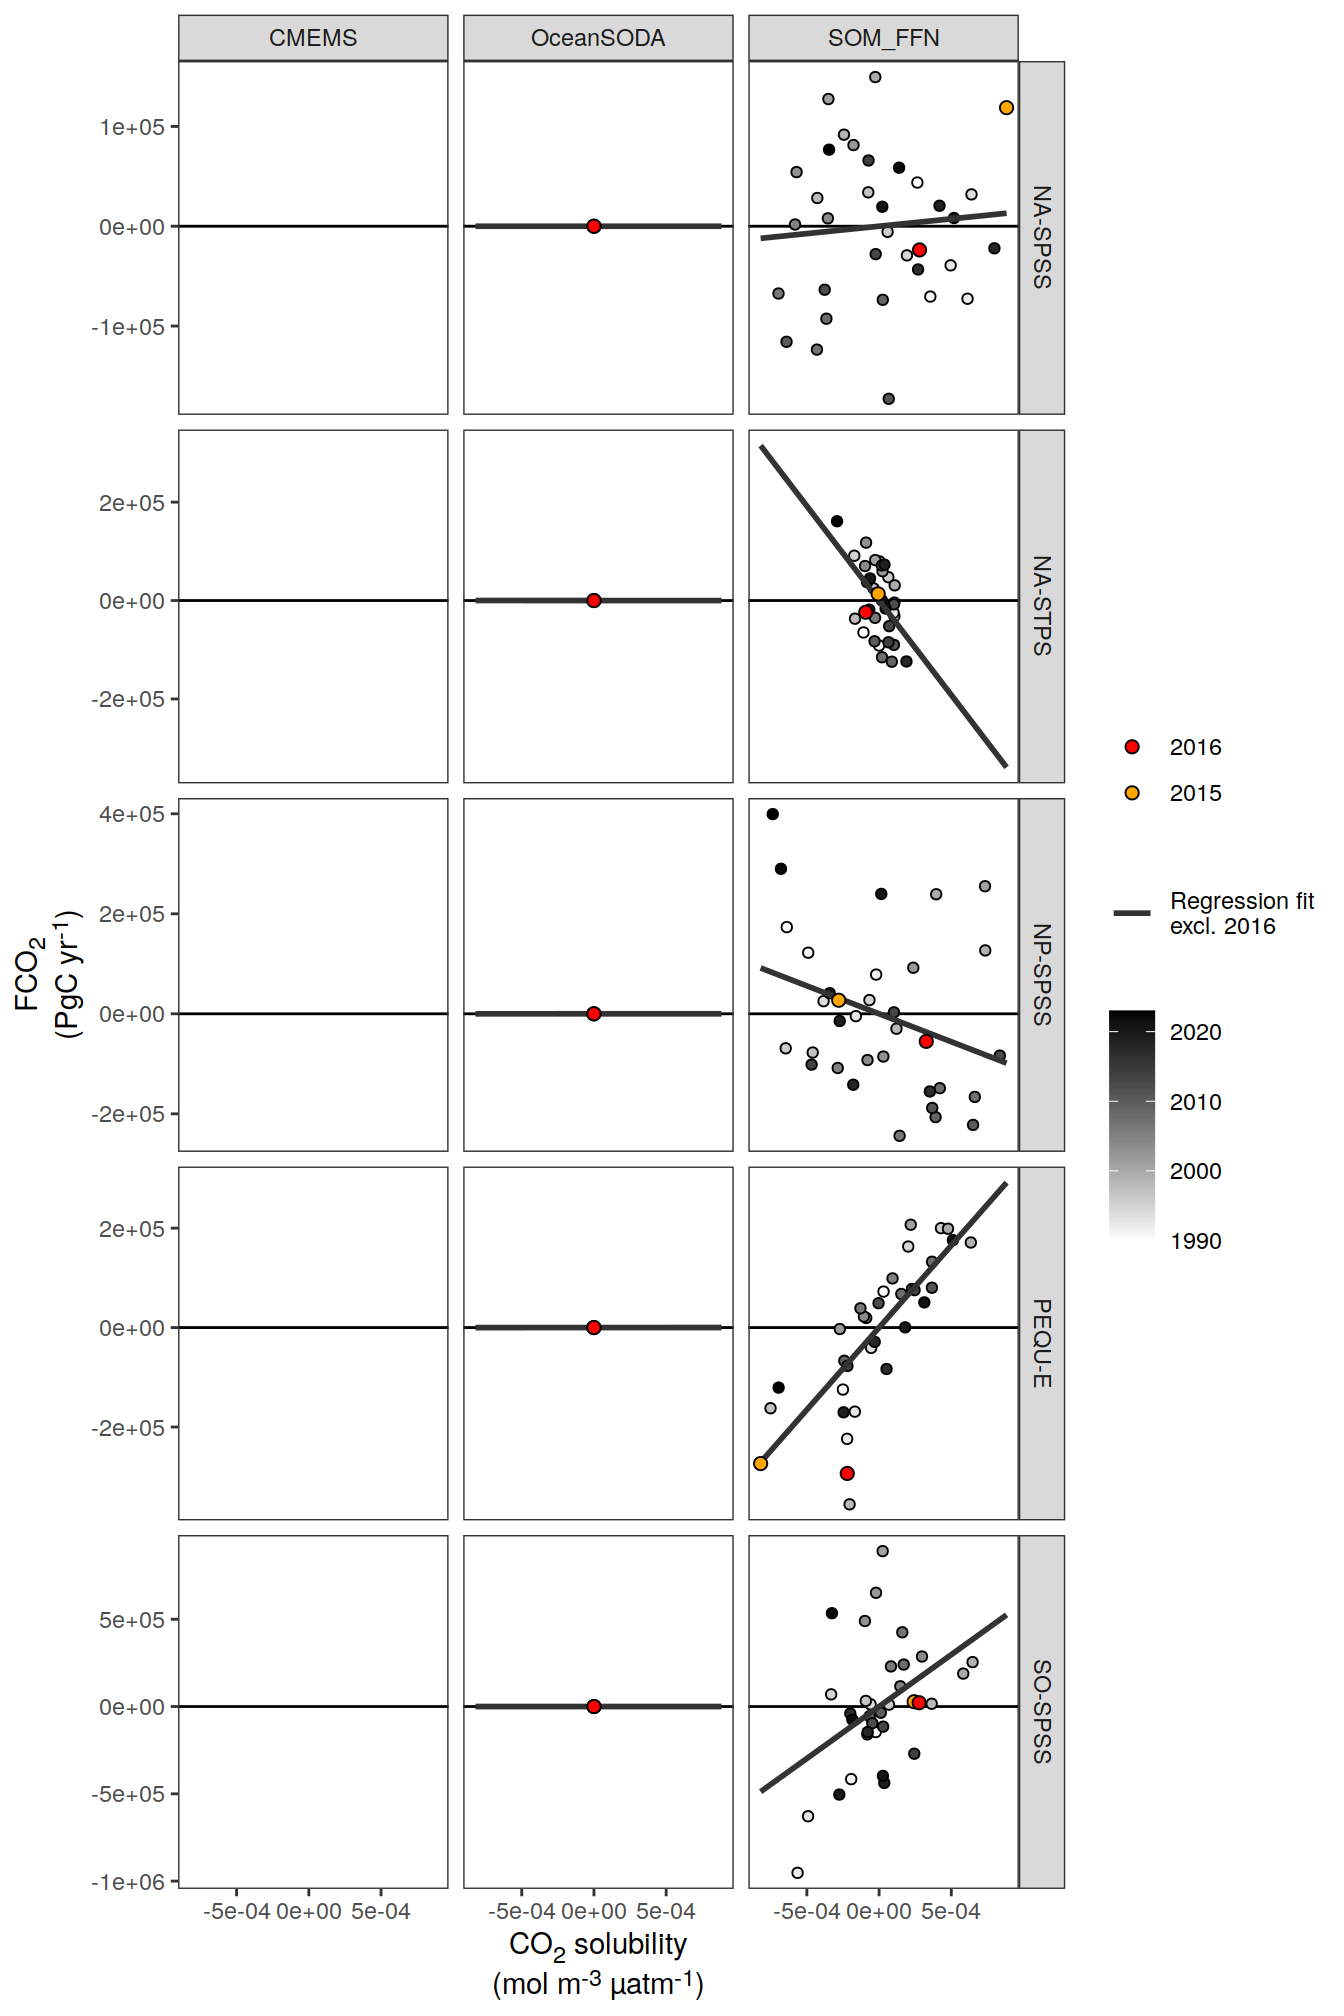 CMEMS
OceanSODA
SOM_FFN
1e+05
0e+00
-1e+05
NA-SPSS
2e+05
0e+00
-2e+05
NA-STPS
4e+05
2e+05
0e+00
-2e+05
NP-SPSS
2e+05
0e+00
-2e+05
PEQU-E
5e+05
0e+00
-5e+05
-1e+06
SO-SPSS
-5e-04 0e+00 5e-04
-5e-04 0e+00 5e-04
-5e-04 0e+00 5e-04
FCO₂
(PgC yr⁻¹)
CO₂ solubility
(mol m⁻³ µatm⁻¹)
2016
2015
Regression fit
excl. 2016
2020
2010
2000
1990